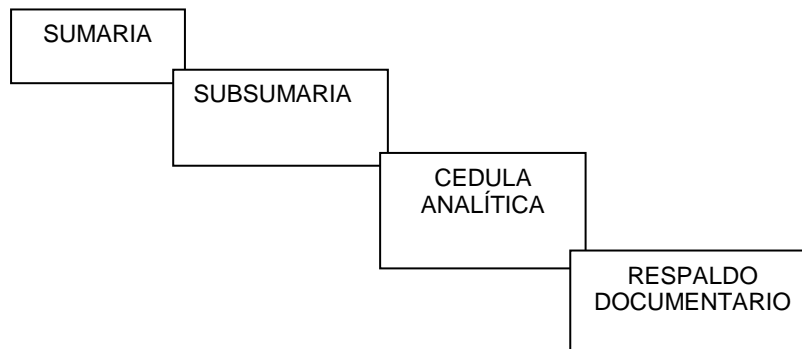 SUMARIA
SUBSUMARIA
CEDULA
ANALÍTICA
RESPALDO
DOCUMENTARIO